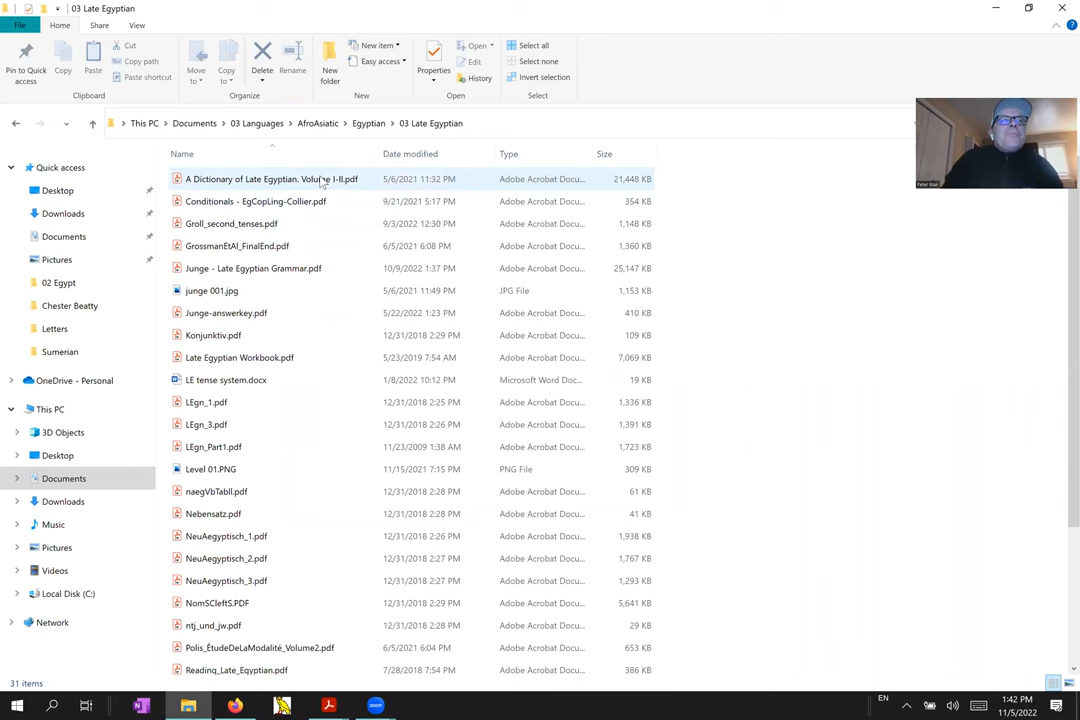 03 Late Egyptian
File Home Share View
Pin to Quick access
Copy
Paste
Cut
Copy path
Paste shortcut
Clipboard
Move to
Copy to
Delete
Rename
Organize
New folder
New item
Easy access
New
Properties
Open
Edit
History
Open
Select all
Select none
Invert selection
Select
This PC Documents 03 Languages AfroAsiatic Egyptian 03 Late Egyptian
Peter Blair
Quick access
Desktop
Downloads
Documents
Pictures
02 Egypt
Chester Beatty
Letters
Sumerian
OneDrive - Personal
This PC
3D Objects
Desktop
Documents
Downloads
Music
Pictures
Videos
Local Disk (C:)
Network
Name Date modified Type Size
A Dictionary of Late Egyptian. Volume I-II.pdf 5/6/2021 11:32 PM Adobe Acrobat Docu... 21,448 KB
Conditionals - EgCopLing-Collier.pdf 9/21/2021 5:17 PM Adobe Acrobat Docu... 354 KB
Groll_second_tenses.pdf 9/3/2022 12:30 PM Adobe Acrobat Docu... 1,148 KB
GrossmanEtAl_FinalEnd.pdf 6/5/2021 6:08 PM Adobe Acrobat Docu... 1,360 KB
Junge - Late Egyptian Grammar.pdf 10/9/2022 1:37 PM Adobe Acrobat Docu... 25,147 KB
junge 001.jpg 5/6/2021 11:49 PM JPG File 1,153 KB
Junge-answerkey.pdf 5/22/2022 1:23 PM Adobe Acrobat Docu... 410 KB
Konjunktiv.pdf 12/31/2018 2:29 PM Adobe Acrobat Docu... 109 KB
Late Egyptian Workbook.pdf 5/23/2019 7:54 AM Adobe Acrobat Docu... 7,069 KB
LE tense system.docx 1/8/2022 10:12 PM Microsoft Word Doc... 19 KB
LEgn_1.pdf 12/31/2018 2:25 PM Adobe Acrobat Docu... 1,336 KB
LEgn_3.pdf 12/31/2018 2:26 PM Adobe Acrobat Docu... 1,391 KB
LEgn_Part1.pdf 11/23/2009 1:38 AM Adobe Acrobat Docu... 1,723 KB
Level 01.PNG 11/15/2021 7:15 PM PNG File 309 KB
naegVbTabll.pdf 12/31/2018 2:28 PM Adobe Acrobat Docu... 61 KB
Nebensatz.pdf 12/31/2018 2:28 PM Adobe Acrobat Docu... 41 KB
NeuAegyptisch_1.pdf 12/31/2018 2:26 PM Adobe Acrobat Docu... 1,938 KB
NeuAegyptisch_2.pdf 12/31/2018 2:27 PM Adobe Acrobat Docu... 1,767 KB
NeuAegyptisch_3.pdf 12/31/2018 2:27 PM Adobe Acrobat Docu... 1,293 KB
NomSCleftS.PDF 12/31/2018 2:29 PM Adobe Acrobat Docu... 5,641 KB
ntj_und_jw.pdf 12/31/2018 2:28 PM Adobe Acrobat Docu... 29 KB
Polis_ÉtudeDeLaModalité_Volume2.pdf 6/5/2021 6:04 PM Adobe Acrobat Docu... 653 KB
Reading_Late_Egyptian.pdf 7/28/2018 7:54 PM Adobe Acrobat Docu... 386 KB
31 items
EN
1:42 PM
11/5/2022